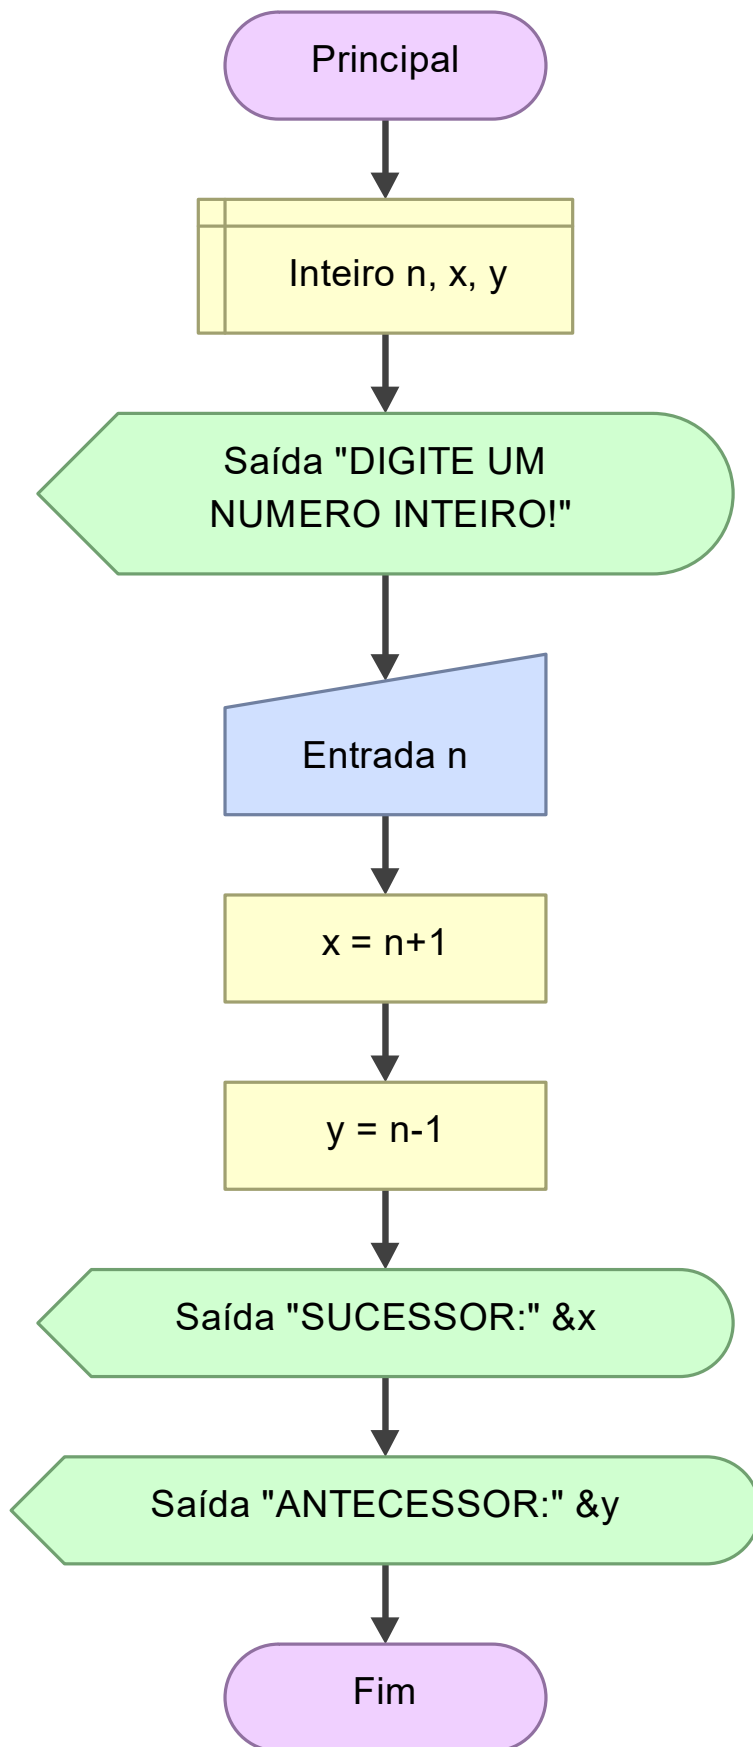 Principal
Inteiro n, x, y
Saída "DIGITE UM
NUMERO INTEIRO!"
Entrada n
x = n+1
y = n-1
Saída "SUCESSOR:" &x
Saída "ANTECESSOR:" &y
Fim